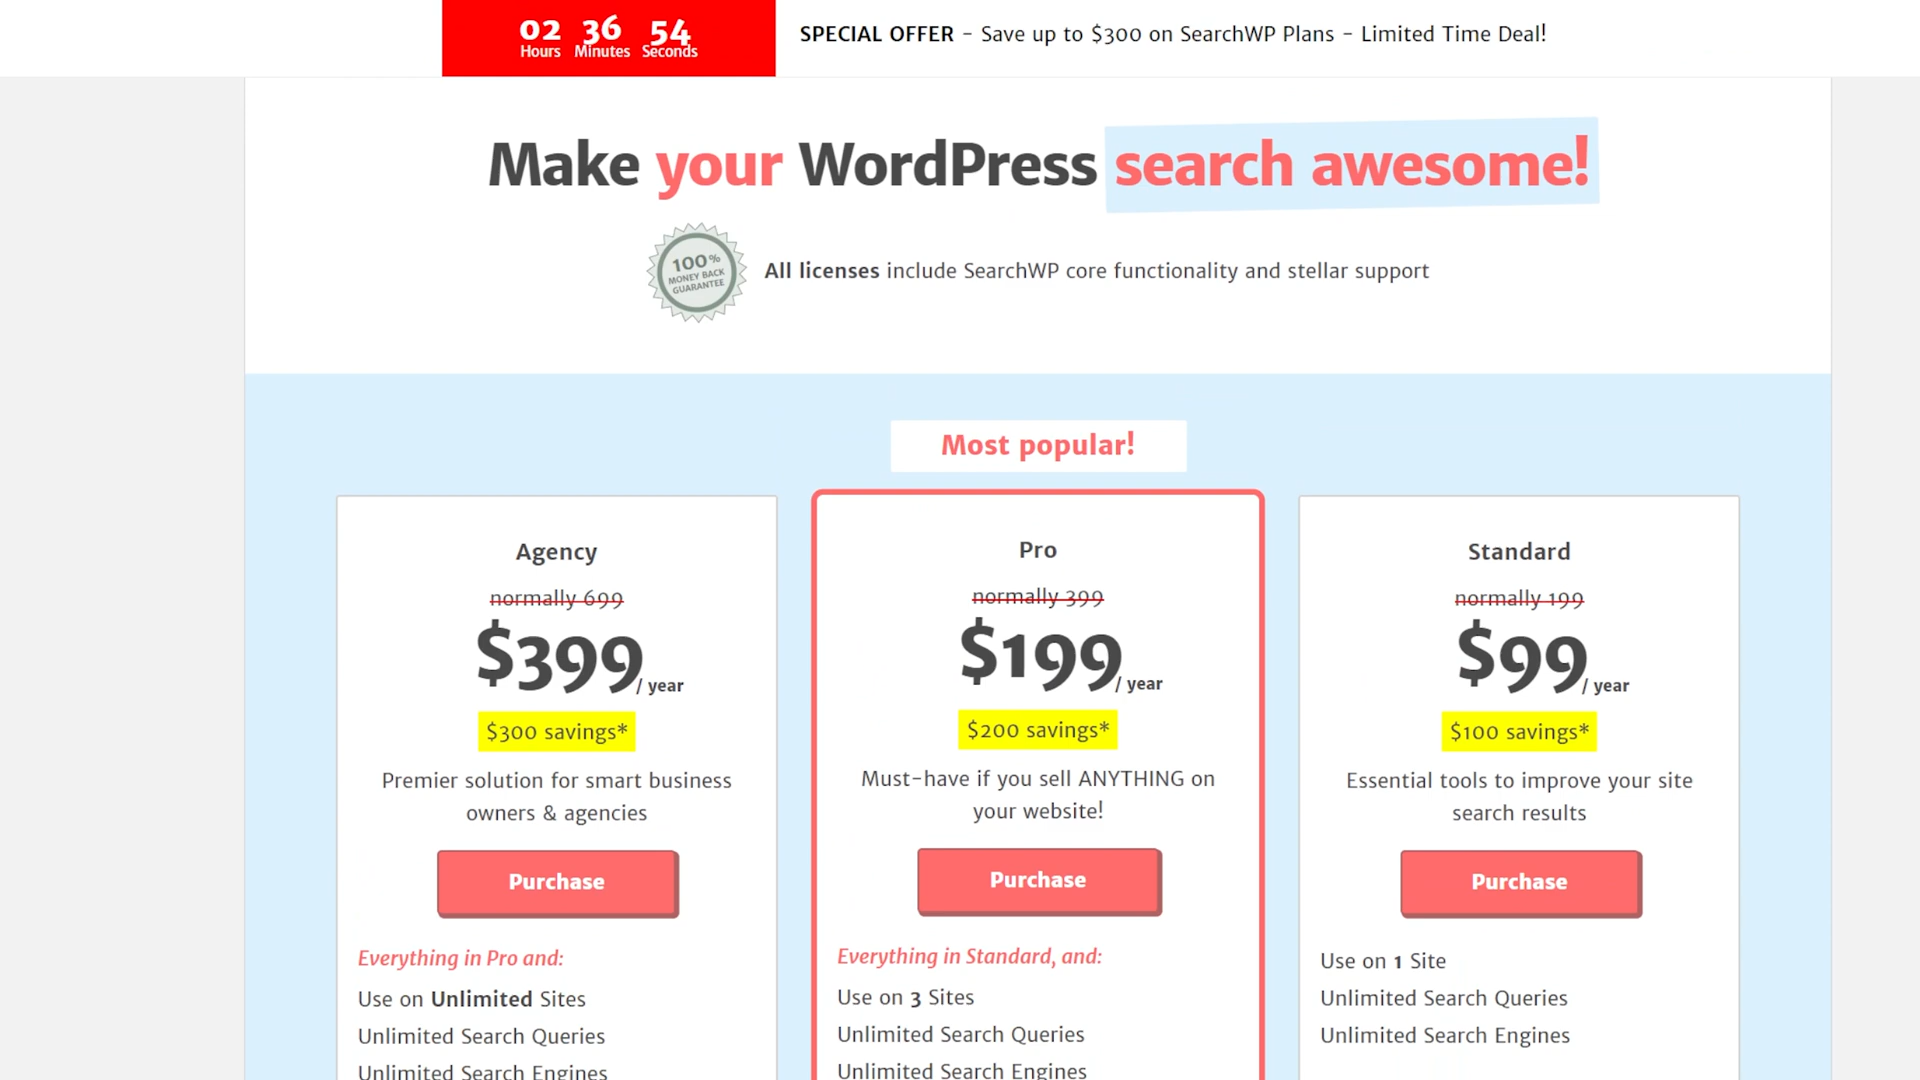 02 36 54
Hours Minutes Seconds
SPECIAL OFFER - Save up to $300 on SearchWP Plans - Limited Time Deal!
Make your WordPress search awesome!
100%
MONEY BACK
GUARANTEE
All licenses include SearchWP core functionality and stellar support
Most popular!
Agency
normally 699
$399/ year
$300 savings*
Premier solution for smart business
owners & agencies
Purchase
Everything in Pro and:
Use on Unlimited Sites
Unlimited Search Queries
Unlimited Search Engines
Pro
normally 399
$199/ year
$200 savings*
Must-have if you sell ANYTHING on
your website!
Purchase
Everything in Standard, and:
Use on 3 Sites
Unlimited Search Queries
Unlimited Search Engines
Standard
normally 199
$99/ year
$100 savings*
Essential tools to improve your site
search results
Purchase
Use on 1 Site
Unlimited Search Queries
Unlimited Search Engines